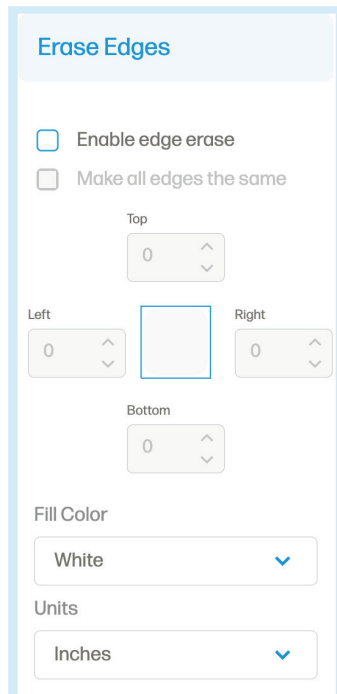 Erase Edges
Enable edge erase
Make all edges the same
Top
0
Left
Right
0
0
Bottom
0
Fill Color
White
Units
Inches